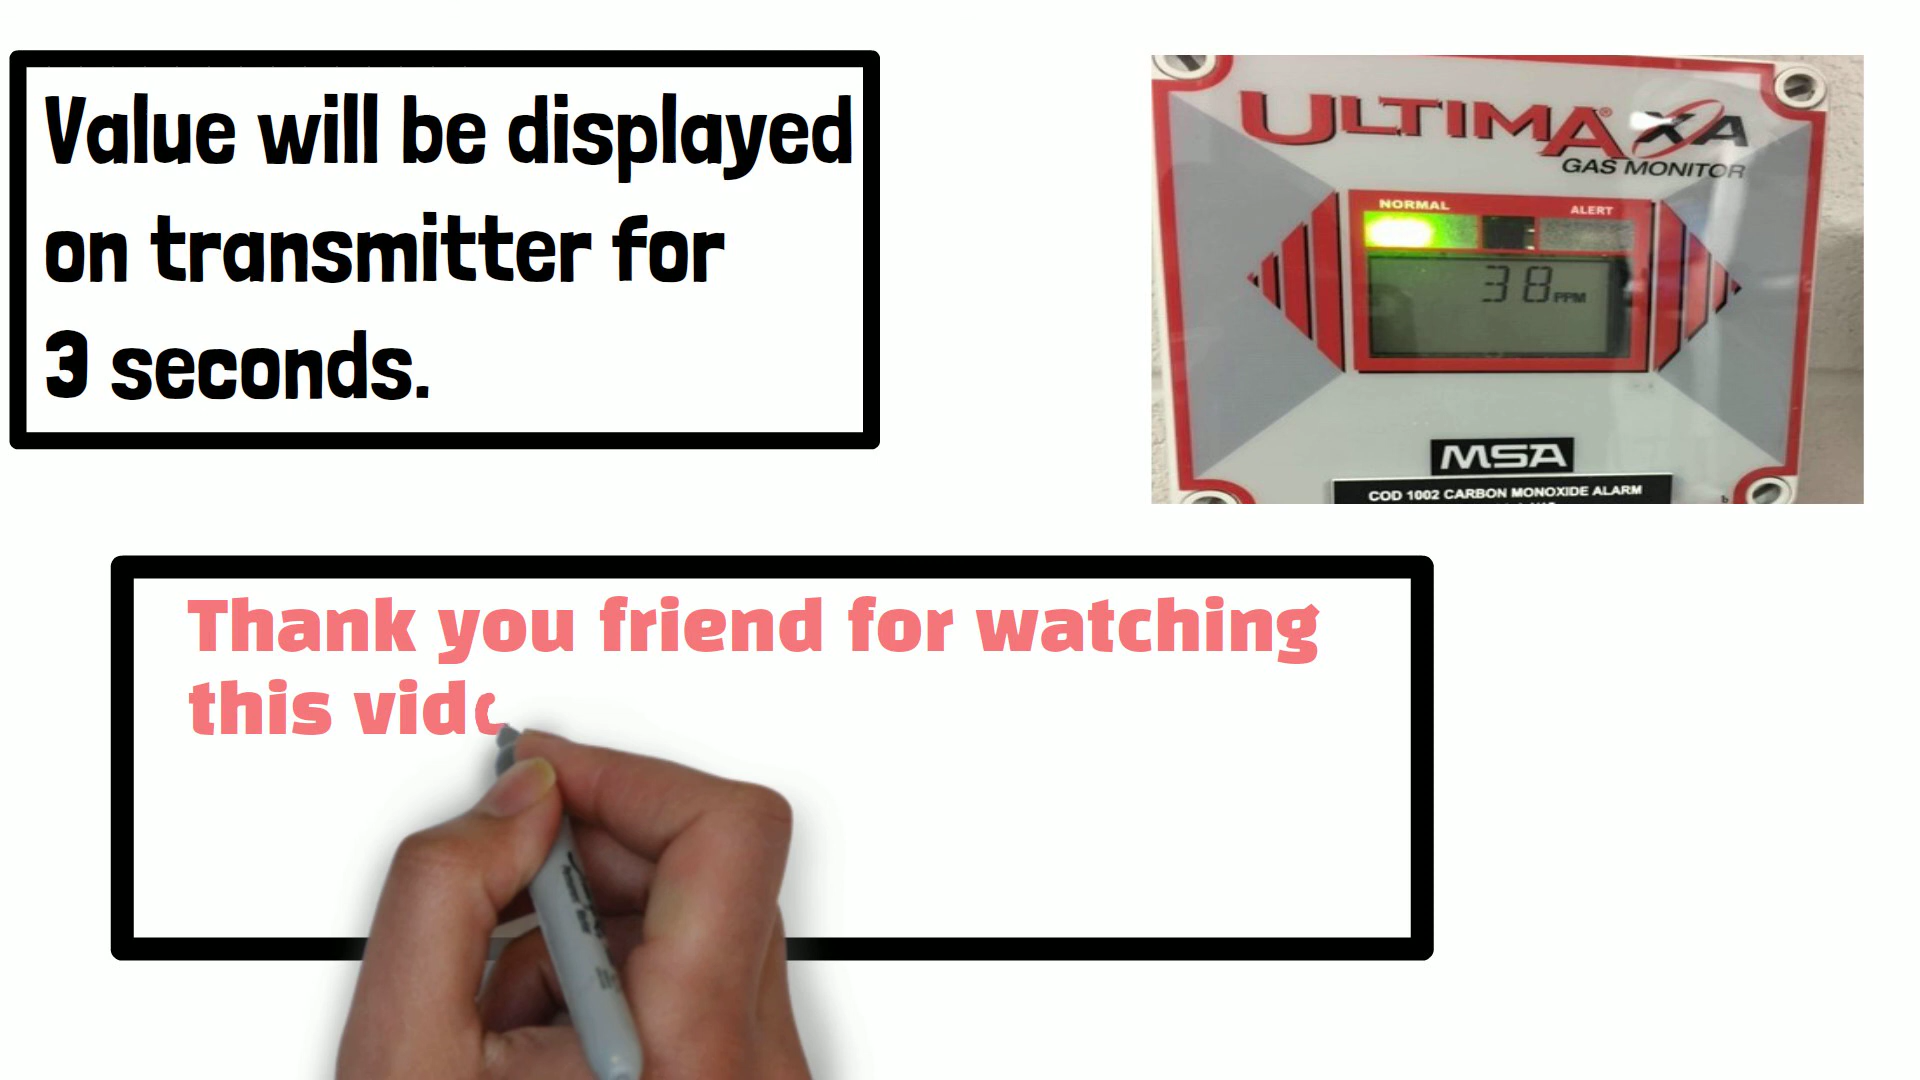 Value will be displayed
on transmitter for
3 seconds.
ULTIMA® XA
GAS MONITOR
NORMAL
ALERT
38 PPM
MSA
COD 1002 CARBON MONOXIDE ALARM
Thank you friend for watching
this vid